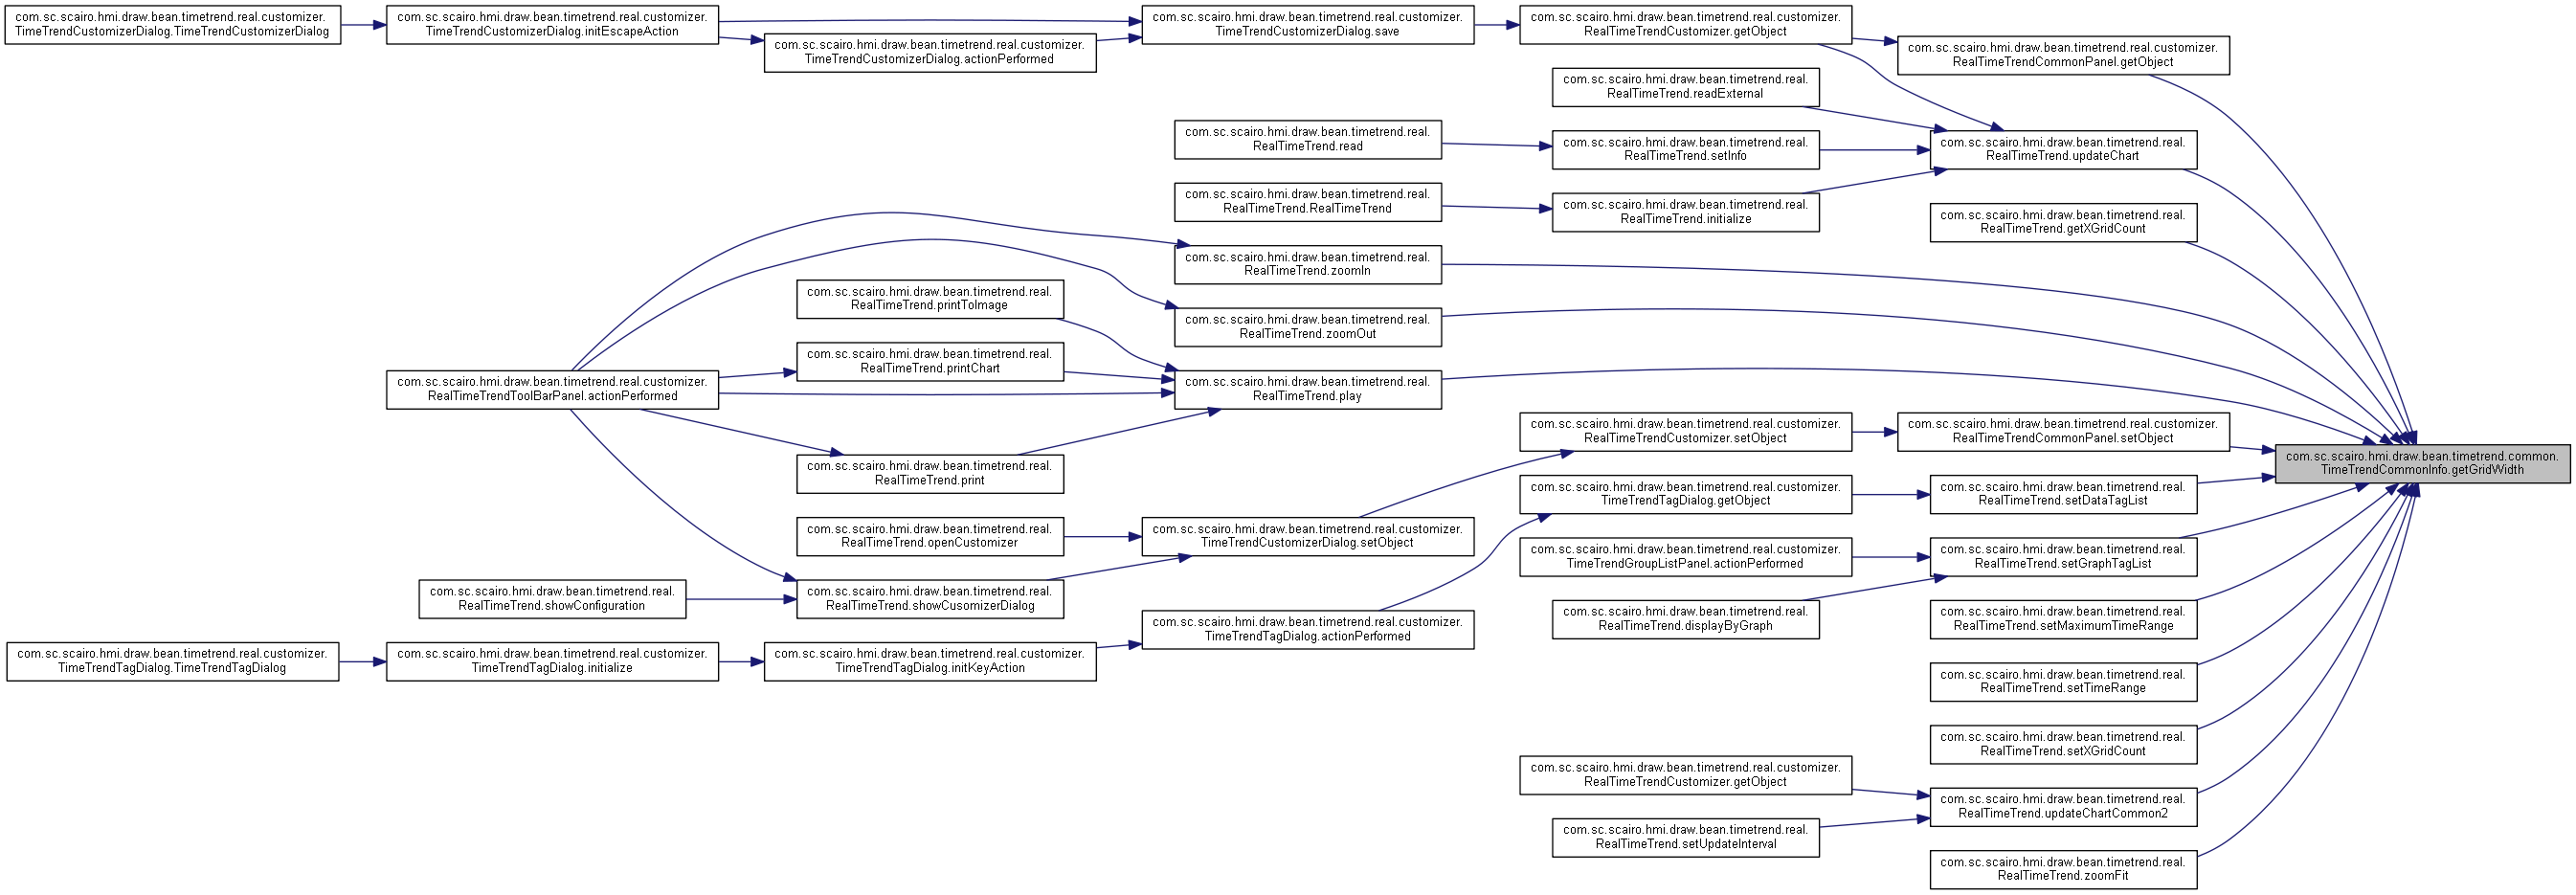 com.sc.scairo.hmi.draw.bean.timetrend.real.customizer.
TimeTrendCustomizerDialog.TimeTrendCustomizerDialog
com.sc.scairo.hmi.draw.bean.timetrend.real.customizer.
TimeTrendCustomizerDialog.initEscapeAction
com.sc.scairo.hmi.draw.bean.timetrend.real.customizer.
TimeTrendCustomizerDialog.actionPerformed
com.sc.scairo.hmi.draw.bean.timetrend.real.customizer.
TimeTrendCustomizerDialog.save
com.sc.scairo.hmi.draw.bean.timetrend.real.customizer.
RealTimeTrendCustomizer.getObject
com.sc.scairo.hmi.draw.bean.timetrend.real.customizer.
RealTimeTrendCommonPanel.getObject
com.sc.scairo.hmi.draw.bean.timetrend.real.
RealTimeTrend.readExternal
com.sc.scairo.hmi.draw.bean.timetrend.real.
RealTimeTrend.read
com.sc.scairo.hmi.draw.bean.timetrend.real.
RealTimeTrend.setInfo
com.sc.scairo.hmi.draw.bean.timetrend.real.
RealTimeTrend.updateChart
com.sc.scairo.hmi.draw.bean.timetrend.real.
RealTimeTrend.RealTimeTrend
com.sc.scairo.hmi.draw.bean.timetrend.real.
RealTimeTrend.initialize
com.sc.scairo.hmi.draw.bean.timetrend.real.
RealTimeTrend.getXGridCount
com.sc.scairo.hmi.draw.bean.timetrend.real.
RealTimeTrend.zoomIn
com.sc.scairo.hmi.draw.bean.timetrend.real.
RealTimeTrend.printToImage
com.sc.scairo.hmi.draw.bean.timetrend.real.
RealTimeTrend.zoomOut
com.sc.scairo.hmi.draw.bean.timetrend.real.
RealTimeTrend.printChart
com.sc.scairo.hmi.draw.bean.timetrend.real.customizer.
RealTimeTrendToolBarPanel.actionPerformed
com.sc.scairo.hmi.draw.bean.timetrend.real.
RealTimeTrend.play
com.sc.scairo.hmi.draw.bean.timetrend.real.customizer.
RealTimeTrendCustomizer.setObject
com.sc.scairo.hmi.draw.bean.timetrend.real.customizer.
RealTimeTrendCommonPanel.setObject
com.sc.scairo.hmi.draw.bean.timetrend.common.
TimeTrendCommonInfo.getGridWidth
com.sc.scairo.hmi.draw.bean.timetrend.real.
RealTimeTrend.print
com.sc.scairo.hmi.draw.bean.timetrend.real.customizer.
TimeTrendTagDialog.getObject
com.sc.scairo.hmi.draw.bean.timetrend.real.
RealTimeTrend.setDataTagList
com.sc.scairo.hmi.draw.bean.timetrend.real.
RealTimeTrend.openCustomizer
com.sc.scairo.hmi.draw.bean.timetrend.real.customizer.
TimeTrendCustomizerDialog.setObject
com.sc.scairo.hmi.draw.bean.timetrend.real.customizer.
TimeTrendGroupListPanel.actionPerformed
com.sc.scairo.hmi.draw.bean.timetrend.real.
RealTimeTrend.setGraphTagList
com.sc.scairo.hmi.draw.bean.timetrend.real.
RealTimeTrend.showConfiguration
com.sc.scairo.hmi.draw.bean.timetrend.real.
RealTimeTrend.showCusomizerDialog
com.sc.scairo.hmi.draw.bean.timetrend.real.
RealTimeTrend.displayByGraph
com.sc.scairo.hmi.draw.bean.timetrend.real.
RealTimeTrend.setMaximumTimeRange
com.sc.scairo.hmi.draw.bean.timetrend.real.customizer.
TimeTrendTagDialog.actionPerformed
com.sc.scairo.hmi.draw.bean.timetrend.real.customizer.
TimeTrendTagDialog.TimeTrendTagDialog
com.sc.scairo.hmi.draw.bean.timetrend.real.customizer.
TimeTrendTagDialog.initialize
com.sc.scairo.hmi.draw.bean.timetrend.real.customizer.
TimeTrendTagDialog.initKeyAction
com.sc.scairo.hmi.draw.bean.timetrend.real.
RealTimeTrend.setTimeRange
com.sc.scairo.hmi.draw.bean.timetrend.real.
RealTimeTrend.setXGridCount
com.sc.scairo.hmi.draw.bean.timetrend.real.customizer.
RealTimeTrendCustomizer.getObject
com.sc.scairo.hmi.draw.bean.timetrend.real.
RealTimeTrend.updateChartCommon2
com.sc.scairo.hmi.draw.bean.timetrend.real.
RealTimeTrend.setUpdateInterval
com.sc.scairo.hmi.draw.bean.timetrend.real.
RealTimeTrend.zoomFit